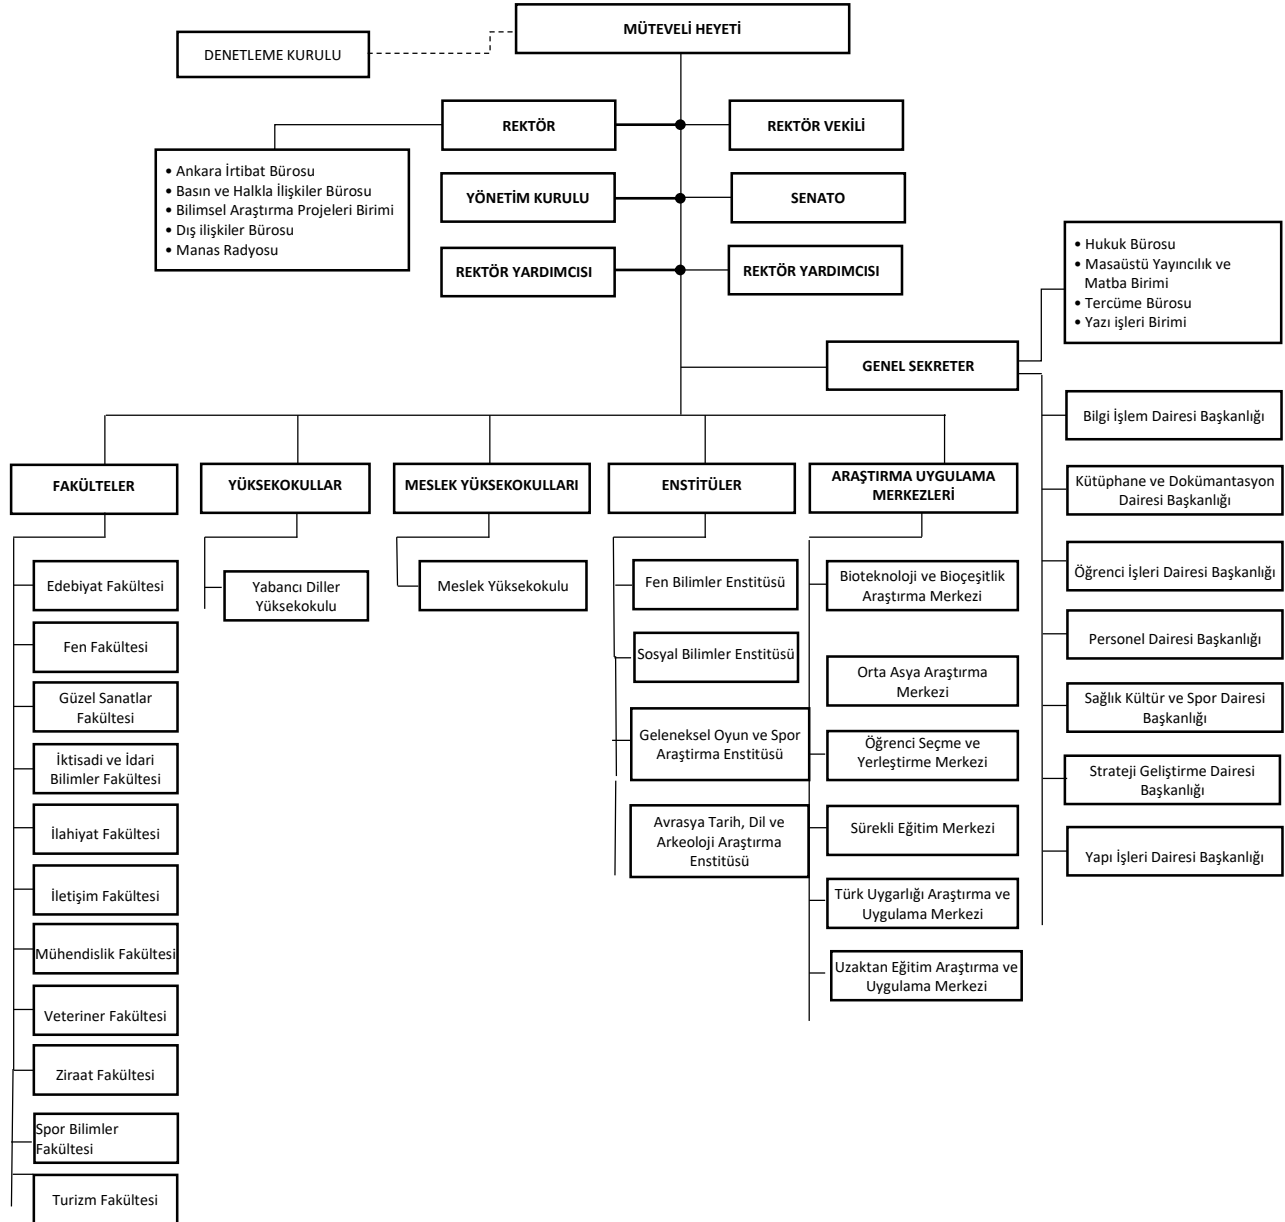 MÜTEVELİ HEYETİ
DENETLEME KURULU
REKTÖR
REKTÖR VEKİLİ
• Ankara İrtibat Bürosu
• Basın ve Halkla İlişkiler Bürosu
• Bilimsel Araştırma Projeleri Birimi
• Dış ilişkiler Bürosu
• Manas Radyosu
YÖNETİM KURULU
SENATO
REKTÖR YARDIMCISI
REKTÖR YARDIMCISI
• Hukuk Bürosu
• Masaüstü Yayıncılık ve
Matba Birimi
• Tercüme Bürosu
• Yazı işleri Birimi
GENEL SEKRETER
Bilgi İşlem Dairesi Başkanlığı
Kütüphane ve Dokümantasyon
Dairesi Başkanlığı
Öğrenci İşleri Dairesi Başkanlığı
Personel Dairesi Başkanlığı
Sağlık Kültür ve Spor Dairesi
Başkanlığı
Strateji Geliştirme Dairesi
Başkanlığı
Yapı İşleri Dairesi Başkanlığı
FAKÜLTELER
Edebiyat Fakültesi
Fen Fakültesi
Güzel Sanatlar
Fakültesi
İktisadi ve İdari
Bilimler Fakültesi
İlahiyat Fakültesi
İletişim Fakültesi
Mühendislik Fakültesi
Veteriner Fakültesi
Ziraat Fakültesi
Spor Bilimler
Fakültesi
Turizm Fakültesi
YÜKSEKOKULLAR
Yabancı Diller
Yüksekokulu
MESLEK YÜKSEKOKULLARI
Meslek Yüksekokulu
ENSTİTÜLER
Fen Bilimler Enstitüsü
Sosyal Bilimler Enstitüsü
Geleneksel Oyun ve Spor
Araştirma Enstitüsü
Avrasya Tarih, Dil ve
Arkeoloji Araştırma
Enstitüsü
ARAŞTIRMA UYGULAMA
MERKEZLERİ
Bioteknoloji ve Bioçeşitlik
Araştırma Merkezi
Orta Asya Araştırma
Merkezi
Öğrenci Seçme ve
Yerleştirme Merkezi
Sürekli Eğitim Merkezi
Türk Uygarlığı Araştırma ve
Uygulama Merkezi
Uzaktan Eğitim Araştırma ve
Uygulama Merkezi